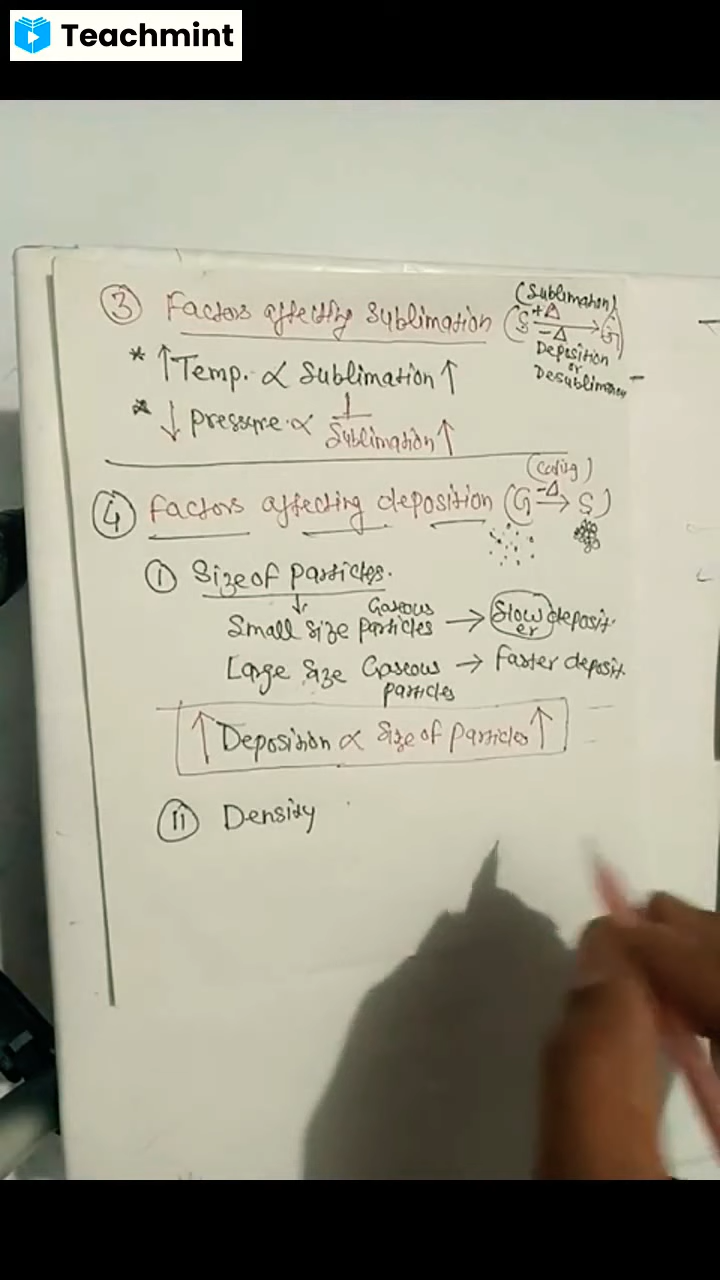 Teachmint
③ Factors affecting Sublimation (S +Δ → G)
(Sublimation)
-Δ
Deposition
or
Desublimation
* ↑Temp. ∝ Sublimation↑
* ↓ Pressure ∝ 1/Sublimation↑
④ Factors affecting deposition (G -Δ→ S)
① Size of particles.
↓
Small size Gaseous particles → Slower deposit.
Large Size Gaseous particles → Faster deposit.
↑Deposition ∝ Size of Particles↑
⑪ Density